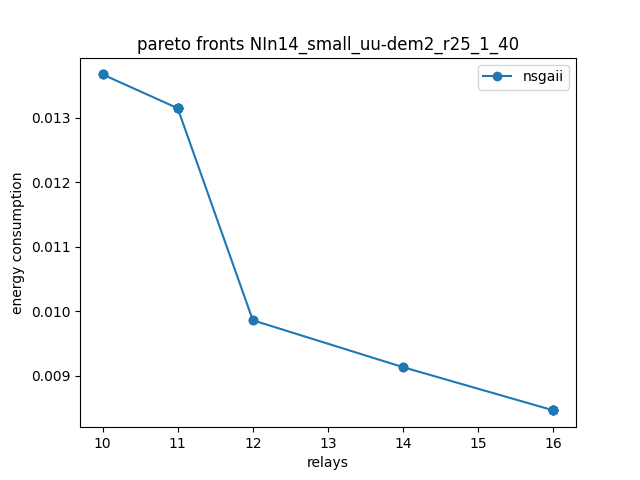 pareto fronts NIn14_small_uu-dem2_r25_1_40
nsgaii
0.013
0.012
0.011
0.010
0.009
energy consumption
10 11 12 13 14 15 16
relays